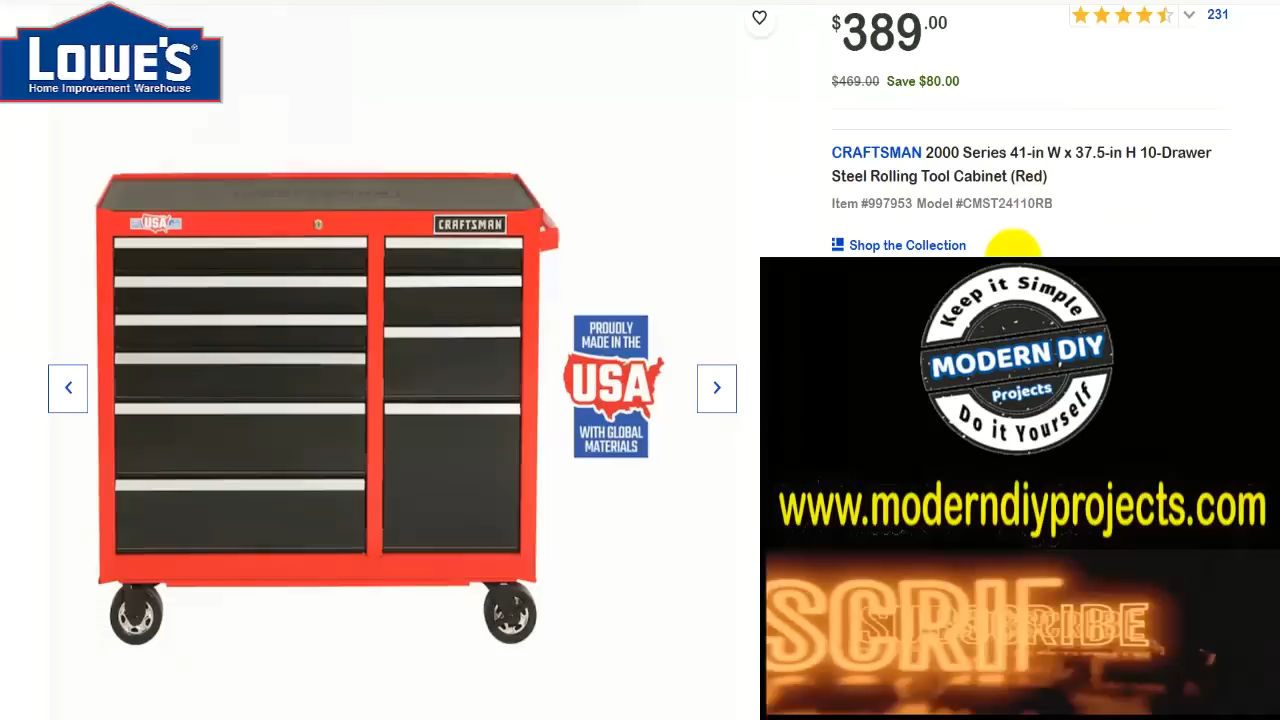 LOWE'S®
Home Improvement Warehouse
$389.00
231
$469.00 Save $80.00
CRAFTSMAN 2000 Series 41-in W x 37.5-in H 10-Drawer
Steel Rolling Tool Cabinet (Red)
Item #997953 Model #CMST24110RB
Shop the Collection
USA
CRAFTSMAN
PROUDLY
MADE IN THE
USA
WITH GLOBAL
MATERIALS
Keep it Simple
MODERN DIY
Projects
Do it Yourself
www.moderndiyprojects.com
SCRI
SUBSCRIBE